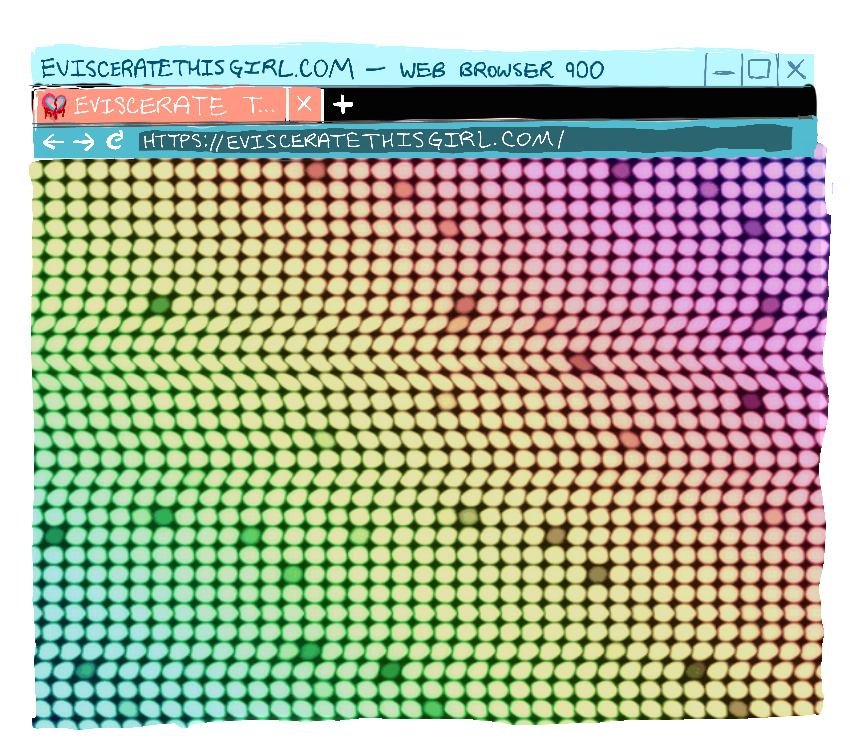 EVISCERATETHISGIRL.COM — WEB BROWSER 900
EVISCERATE T...
HTTPS://EVISCERATETHISGIRL.COM/